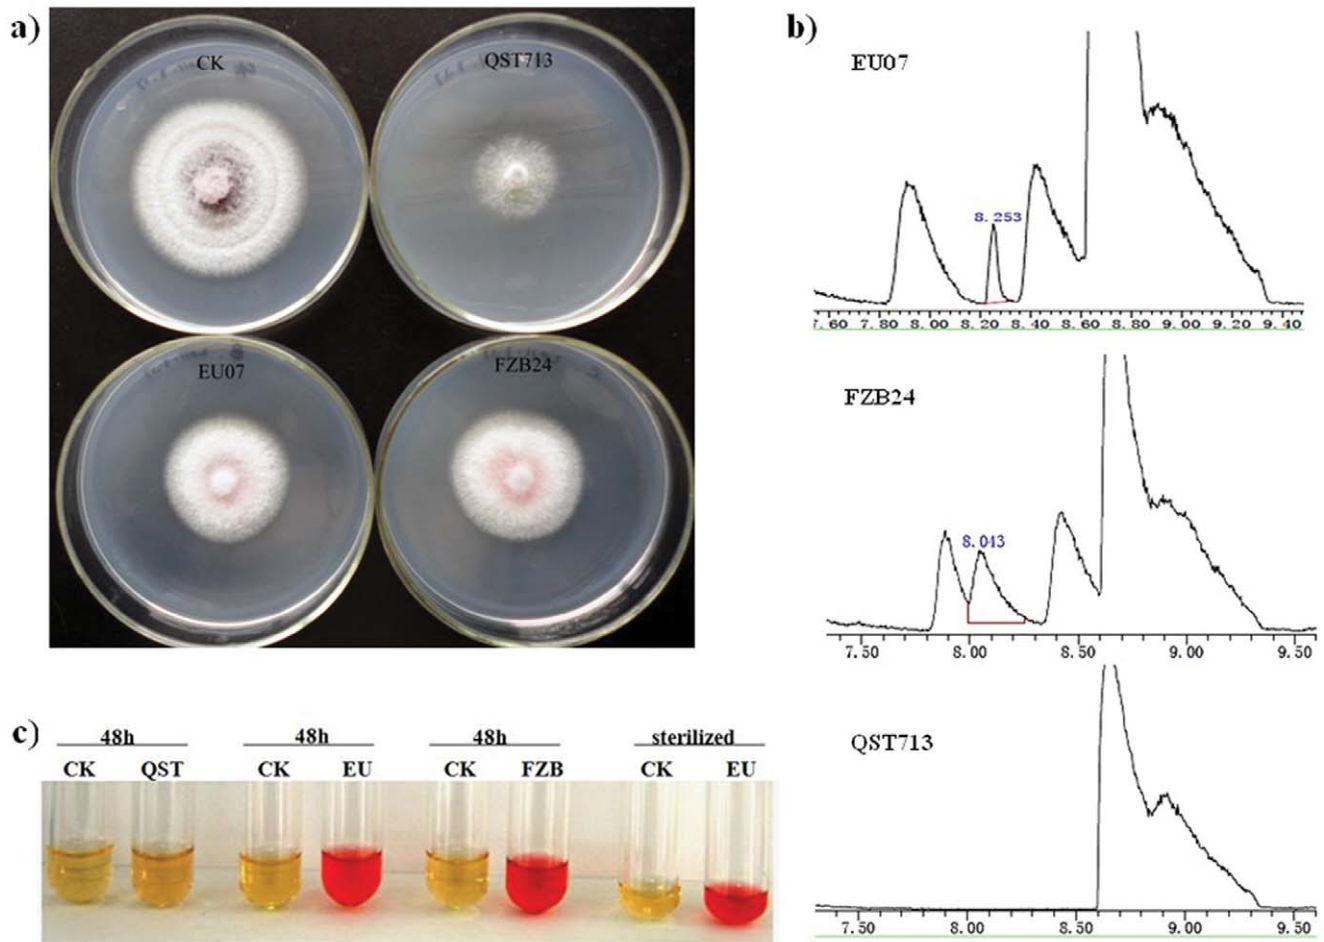 a)
CK
QST713
EU07
FZB24
b)
EU07
8.253
7.60 7.80 8.00 8.20 8.40 8.60 8.80 9.00 9.20 9.40
FZB24
8.043
7.50 8.00 8.50 9.00 9.50
QST713
7.50 8.00 8.50 9.00 9.50
c)
48h 48h 48h sterilized
CK QST CK EU CK FZB CK EU